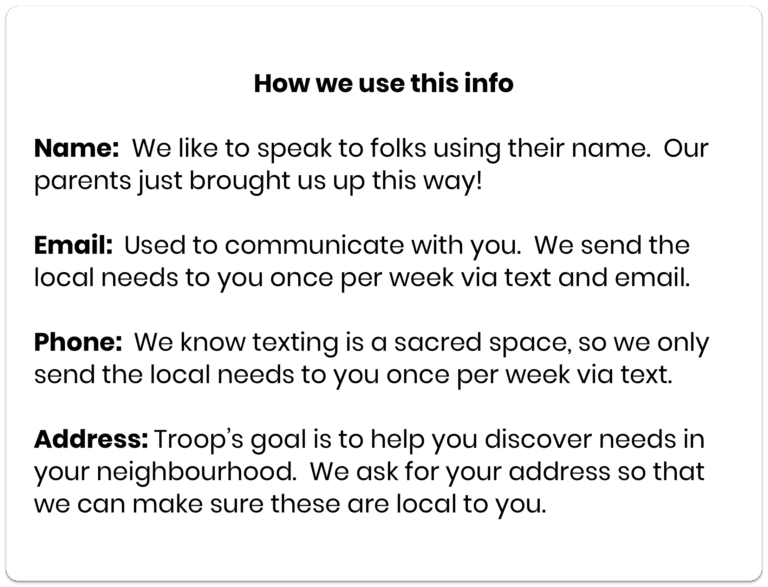 How we use this info
Name:  We like to speak to folks using their name.  Our
parents just brought us up this way!
Email:  Used to communicate with you.  We send the
local needs to you once per week via text and email.
Phone:  We know texting is a sacred space, so we only
send the local needs to you once per week via text.
Address: Troop’s goal is to help you discover needs in
your neighbourhood.  We ask for your address so that
we can make sure these are local to you.